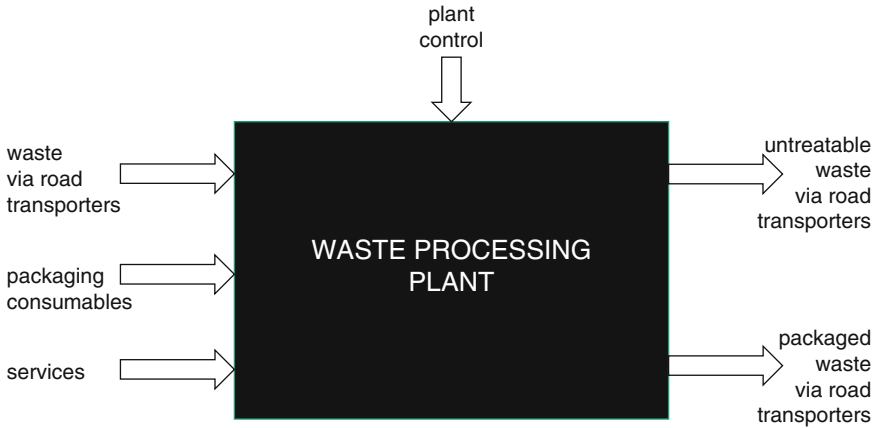 plant
control
waste
via road
transporters
packaging
consumables
services
WASTE PROCESSING
PLANT
untreatable
waste
via road
transporters
packaged
waste
via road
transporters